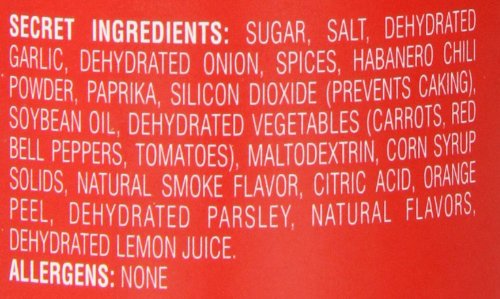 SECRET INGREDIENTS: SUGAR, SALT, DEHYDRATED
GARLIC, DEHYDRATED ONION, SPICES, HABANERO CHILI
POWDER, PAPRIKA, SILICON DIOXIDE (PREVENTS CAKING),
SOYBEAN OIL, DEHYDRATED VEGETABLES (CARROTS, RED
BELL PEPPERS, TOMATOES), MALTODEXTRIN, CORN SYRUP
SOLIDS, NATURAL SMOKE FLAVOR, CITRIC ACID, ORANGE
PEEL, DEHYDRATED PARSLEY, NATURAL FLAVORS,
DEHYDRATED LEMON JUICE.
ALLERGENS: NONE